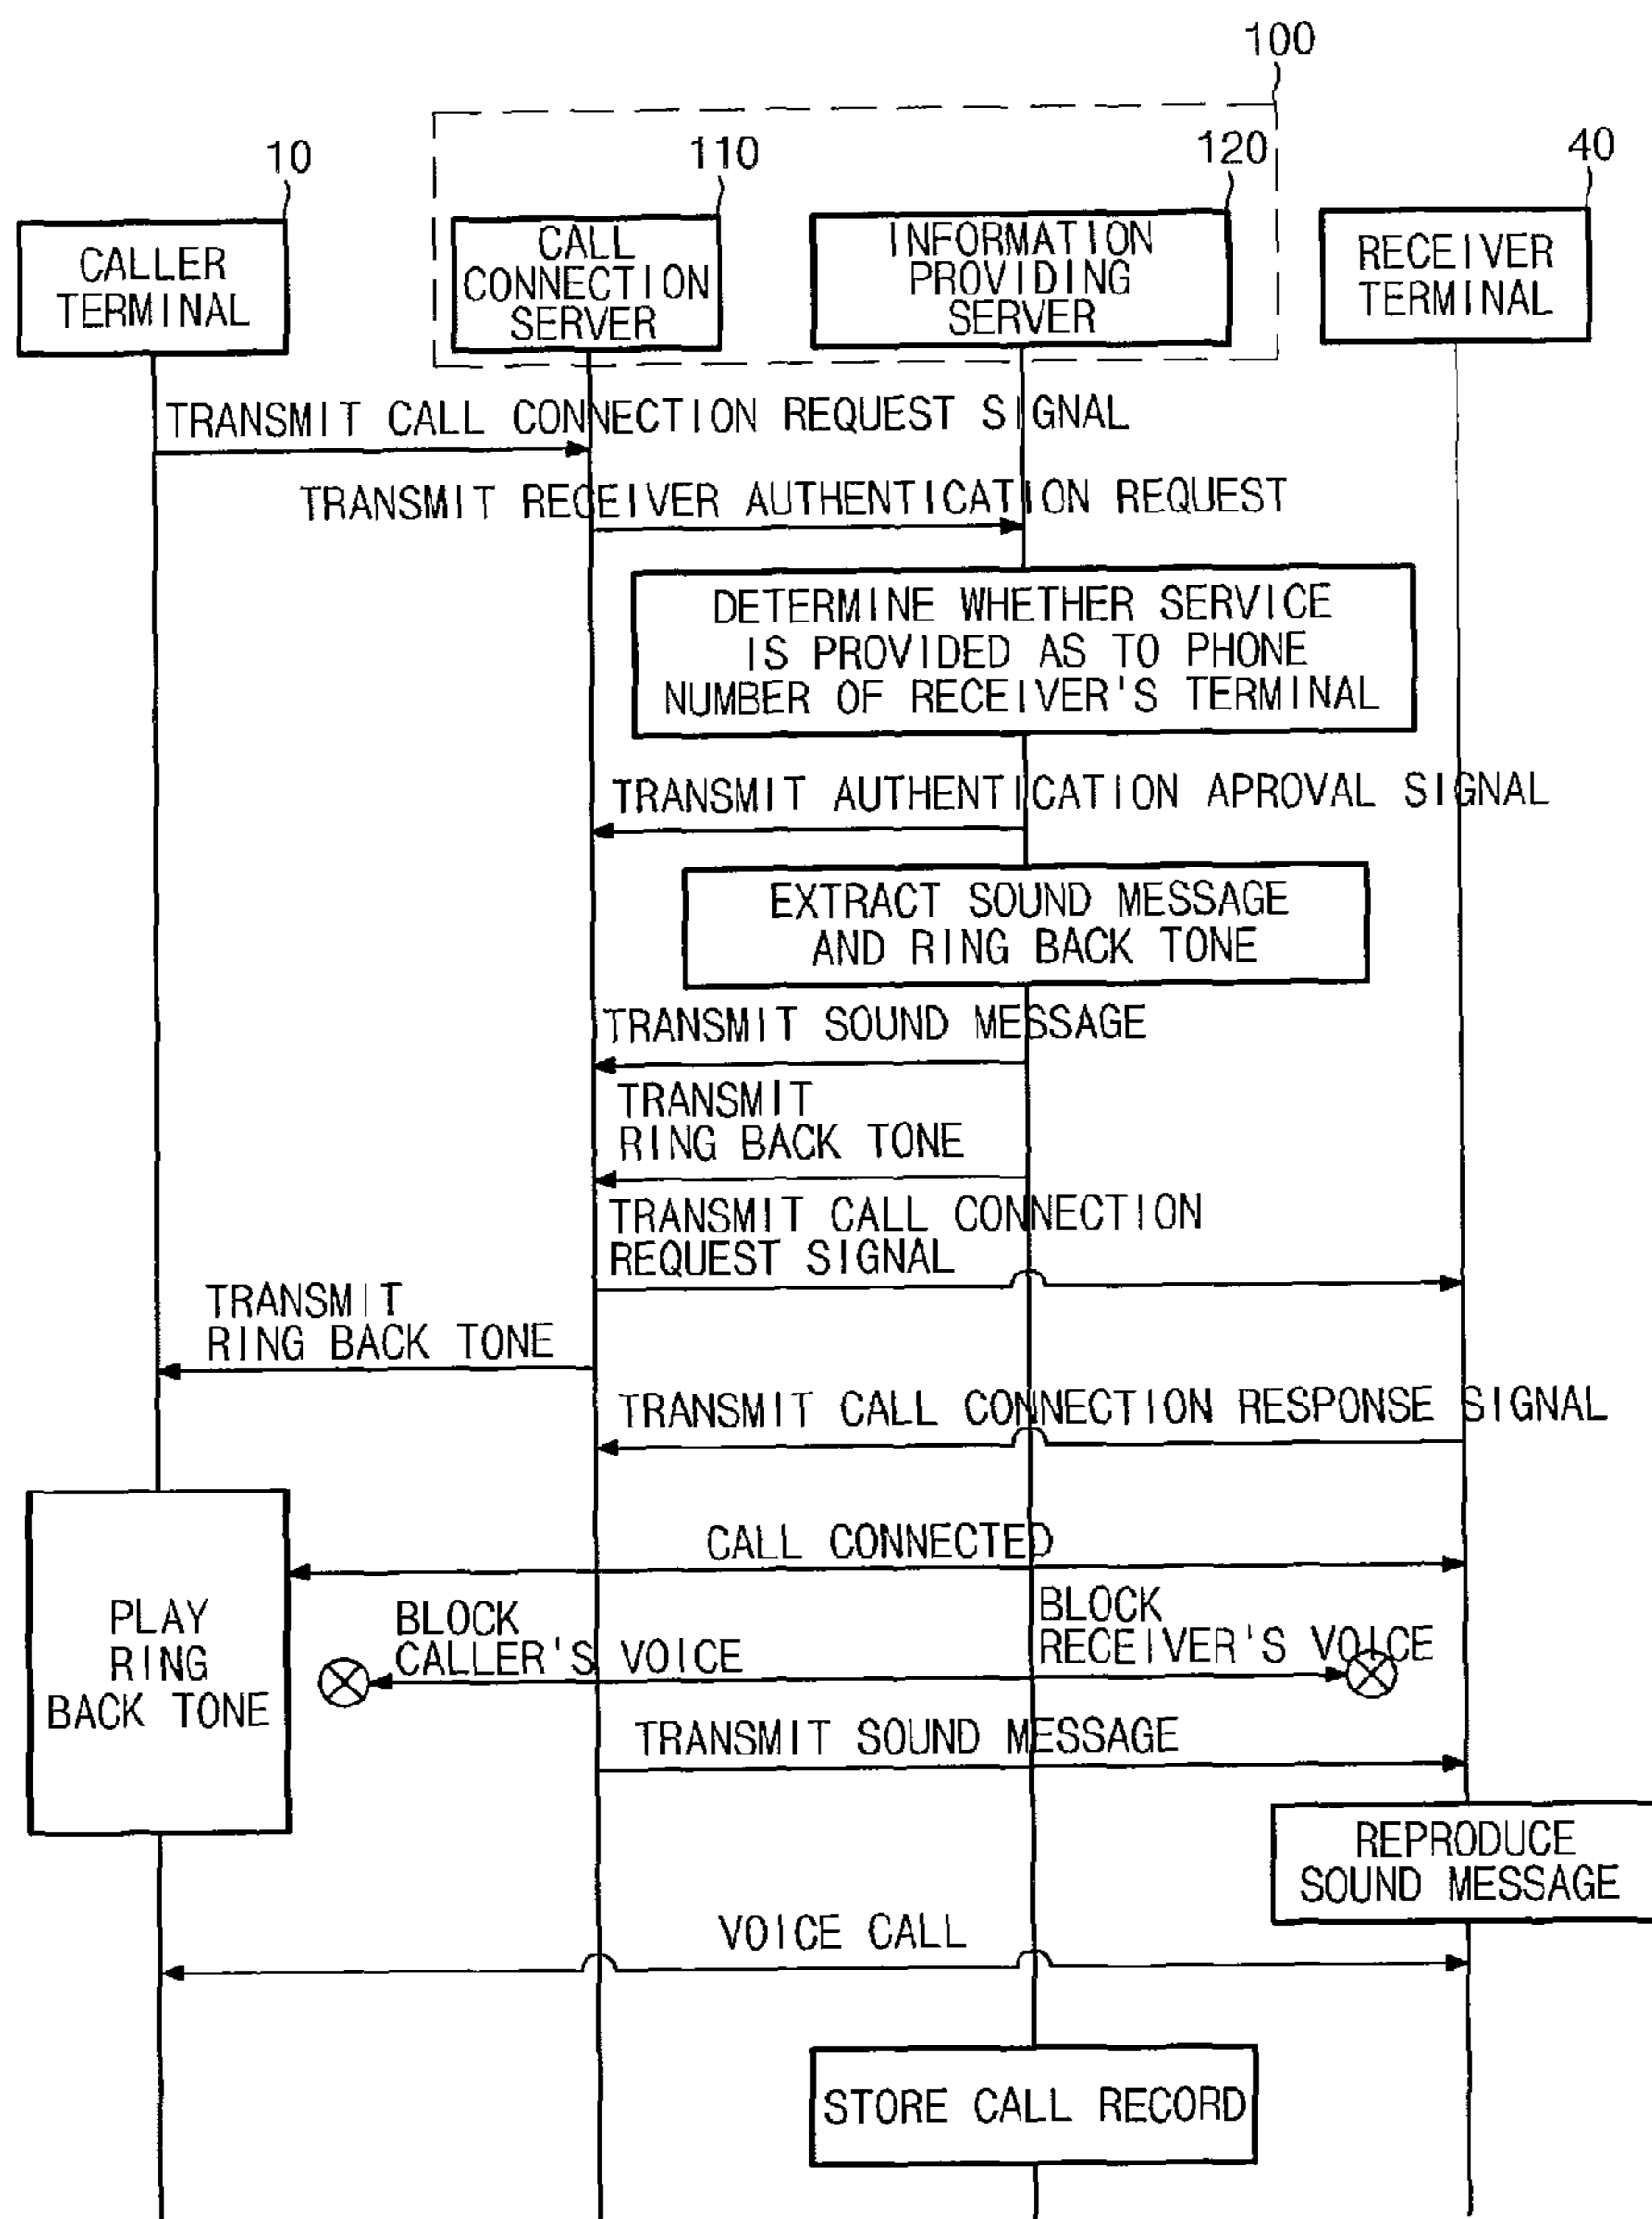 100
10
110
120
40
CALLER
TERMINAL
CALL
CONNECTION
SERVER
INFORMATION
PROVIDING
SERVER
RECEIVER
TERMINAL
TRANSMIT CALL CONNECTION REQUEST SIGNAL
TRANSMIT RECEIVER AUTHENTICATION REQUEST
DETERMINE WHETHER SERVICE
IS PROVIDED AS TO PHONE
NUMBER OF RECEIVER'S TERMINAL
TRANSMIT AUTHENTICATION APROVAL SIGNAL
EXTRACT SOUND MESSAGE
AND RING BACK TONE
TRANSMIT SOUND MESSAGE
TRANSMIT
RING BACK TONE
TRANSMIT CALL CONNECTION
REQUEST SIGNAL
TRANSMIT
RING BACK TONE
TRANSMIT CALL CONNECTION RESPONSE SIGNAL
CALL CONNECTED
PLAY
RING
BACK TONE
BLOCK
CALLER'S VOICE
BLOCK
RECEIVER'S VOICE
TRANSMIT SOUND MESSAGE
REPRODUCE
SOUND MESSAGE
VOICE CALL
STORE CALL RECORD